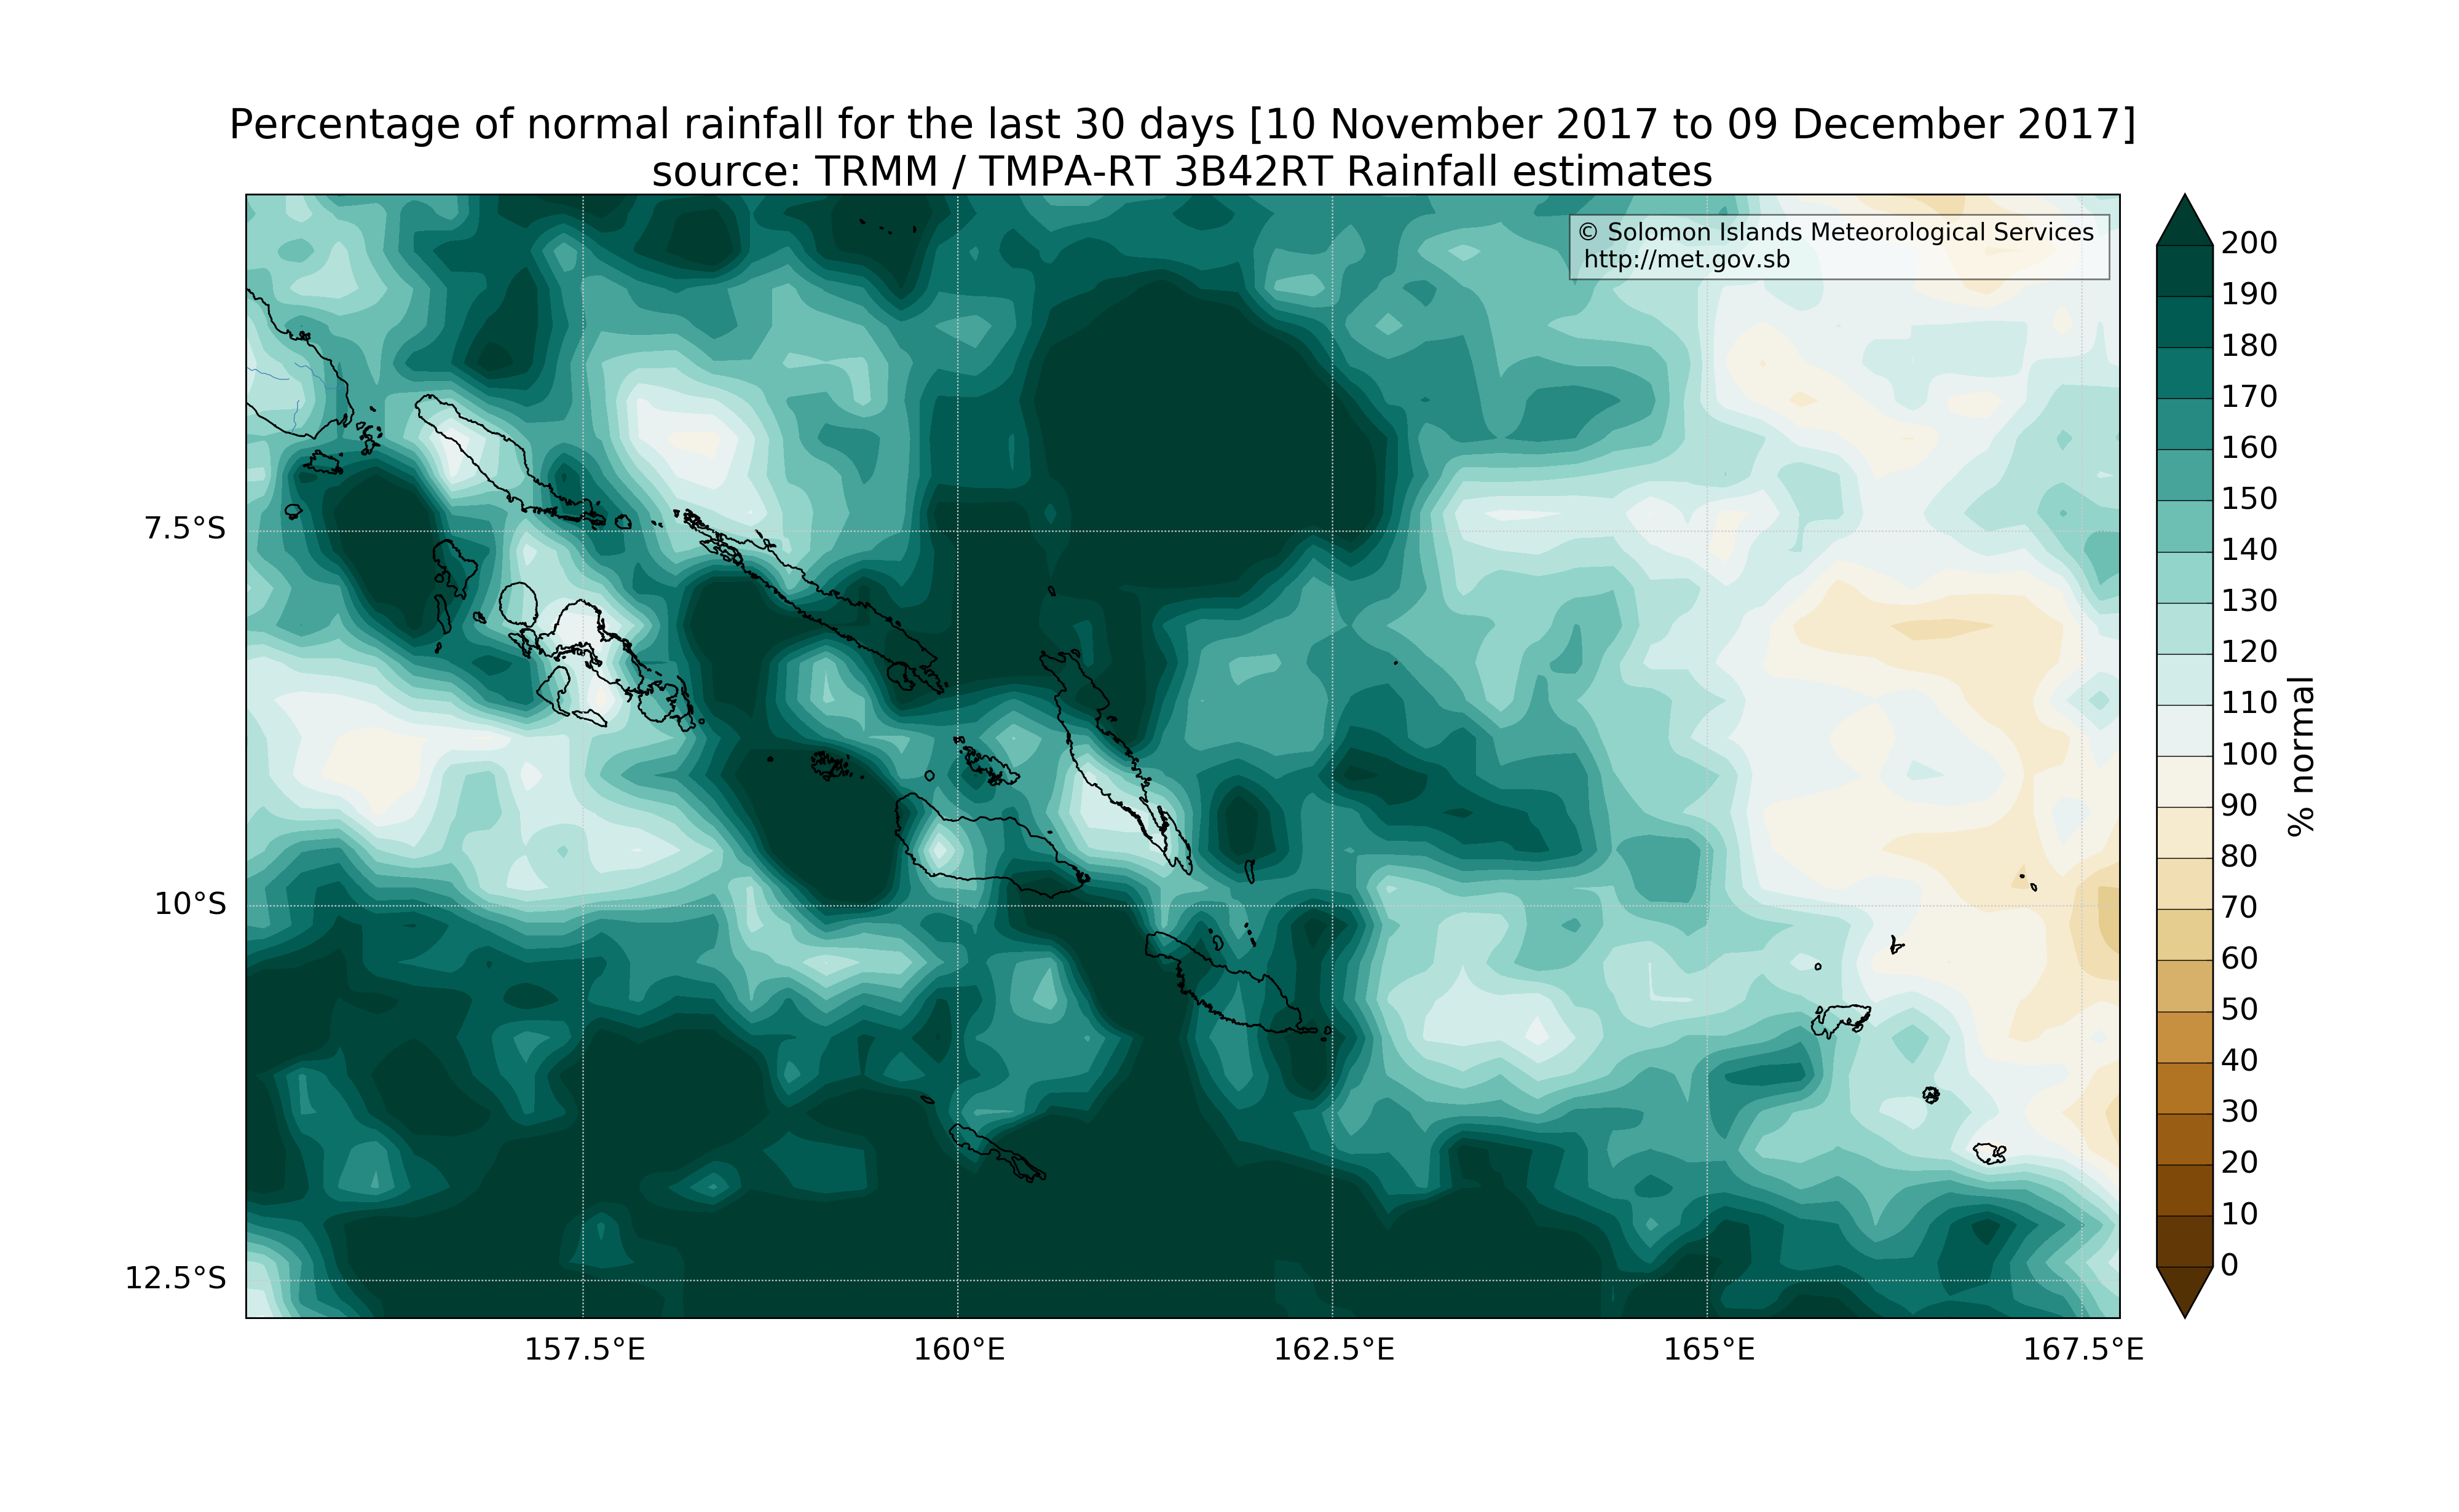 Percentage of normal rainfall for the last 30 days [10 November 2017 to 09 December 2017]
source: TRMM / TMPA-RT 3B42RT Rainfall estimates
© Solomon Islands Meteorological Services
http://met.gov.sb
7.5°S
10°S
12.5°S
157.5°E
160°E
162.5°E
165°E
167.5°E
200
190
180
170
160
150
140
130
120
110
100
90
80
70
60
50
40
30
20
10
0
% normal